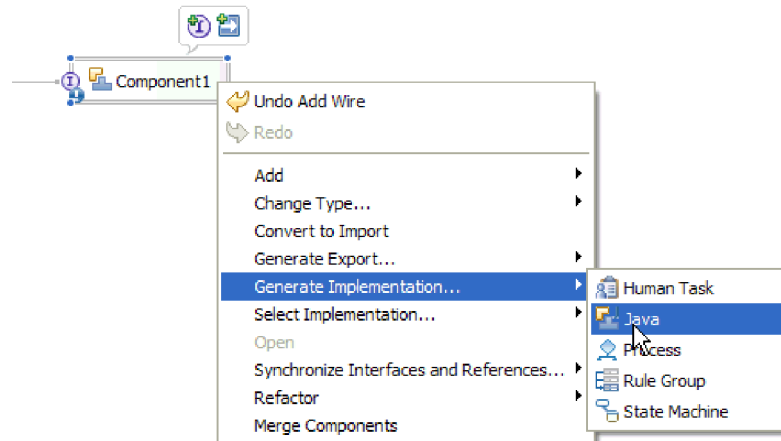 Component1
Undo Add Wire
Redo
Add
Change Type...
Convert to Import
Generate Export...
Generate Implementation...
Select Implementation...
Open
Synchronize Interfaces and References...
Refactor
Merge Components
Human Task
Java
Process
Rule Group
State Machine